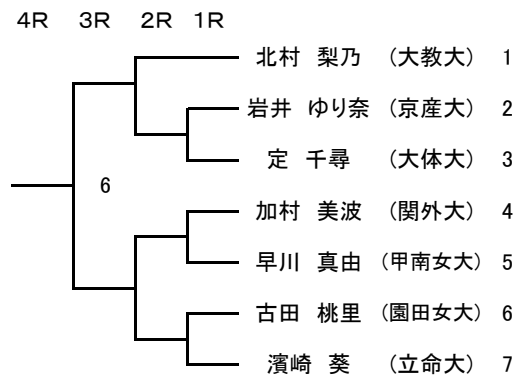 4R 3R 2R 1R
北村 梨乃 (大教大) 1
岩井 ゆり奈 (京産大) 2
定 千尋 (大体大) 3
6
加村 美波 (関外大) 4
早川 真由 (甲南女大) 5
古田 桃里 (園田女大) 6
濱崎 葵 (立命大) 7